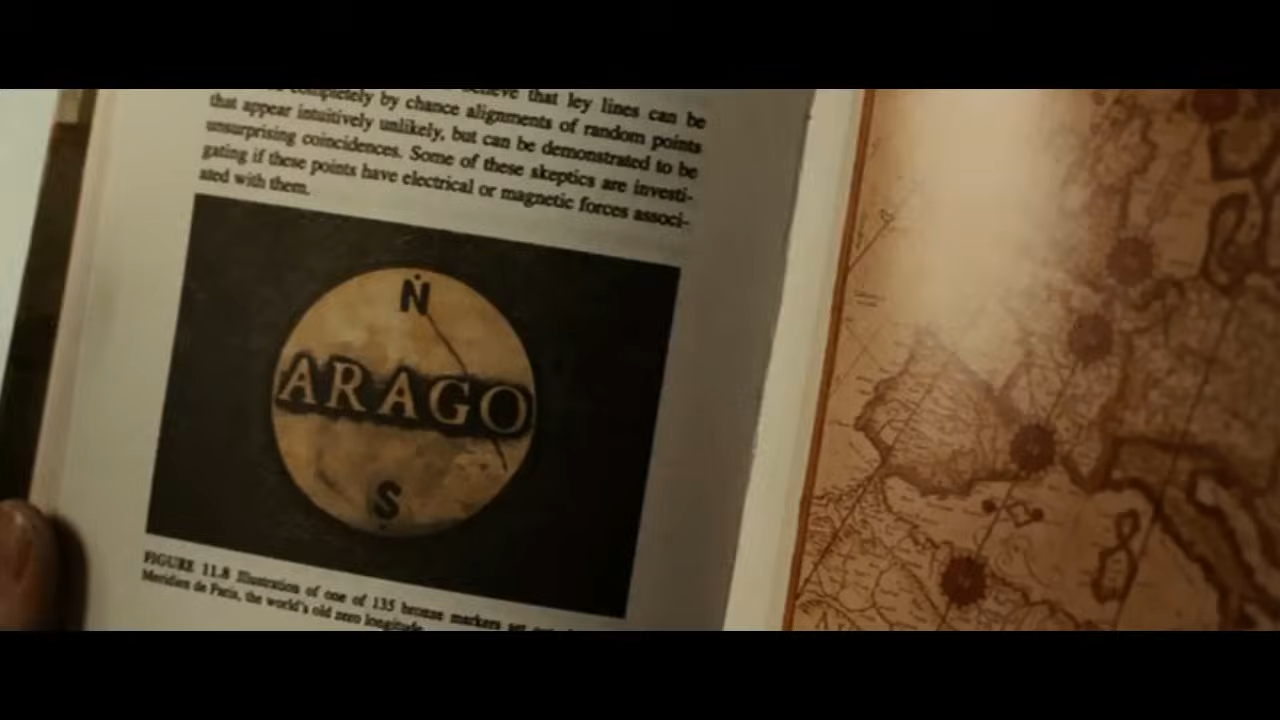 believe that ley lines can be
completely by chance alignments of random points
that appear intuitively unlikely, but can be demonstrated to be
unsurprising coincidences. Some of these skeptics are investi-
gating if these points have electrical or magnetic forces associ-
ated with them.
N
ARAGO
S
FIGURE 11.8 Illustration of one of 135 bronze markers set
Meridien de Paris, the world's old zero longitude.